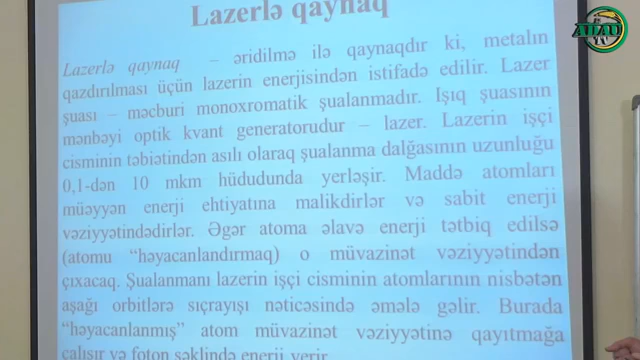 Lazerlə qaynaq
ADAU
TV
Lazerlə qaynaq – əridilmə ilə qaynaqdır ki, metalın
qazdırılması üçün lazerin enerjisindən istifadə edilir. Lazer
şuası – məcburi monoxromatik şualanmadır. Işıq şuasının
mənbəyi optik kvant generatorudur – lazer. Lazerin işçi
cisminin təbiətindən asılı olaraq şualanma dalğasının uzunluğu
0,1-dən 10 mkm hüdudunda yerləşir. Maddə atomları
müəyyən enerji ehtiyatına malikdirlər və sabit enerji
vəziyyətindədirlər. Əgər atoma əlavə enerji tətbiq edilsə
(atomu “həyacanlandırmaq) o müvazinət vəziyyətindən
çıxacaq. Şualanmanı lazerin işçi cisminin atomlarının nisbətən
aşağı orbitlərə sıçrayışı nəticəsində əmələ gəlir. Burada
“həyacanlanmış” atom müvazinət vəziyyətinə qayıtmağa
çalışır və foton şəklində enerji verir.